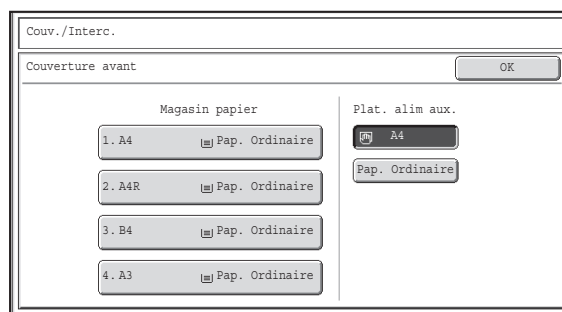 Couv./Interc.
Couverture avant
OK
Magasin papier
Plat. alim aux.
1. A4 Pap. Ordinaire
A4
2. A4R Pap. Ordinaire
Pap. Ordinaire
3. B4 Pap. Ordinaire
4. A3 Pap. Ordinaire